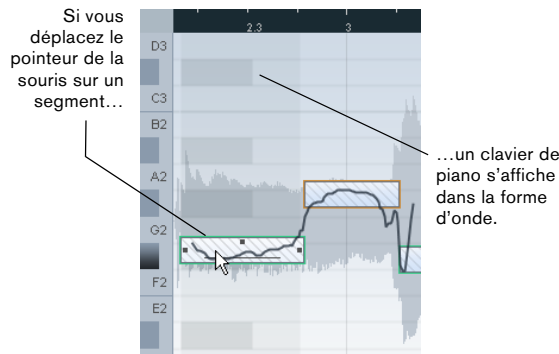 Si vous
déplacez le
pointeur de la
souris sur un
segment…
2.3
3
D3
C3
B2
A2
G2
F2
E2
…un clavier de
piano s’affiche
dans la forme
d’onde.